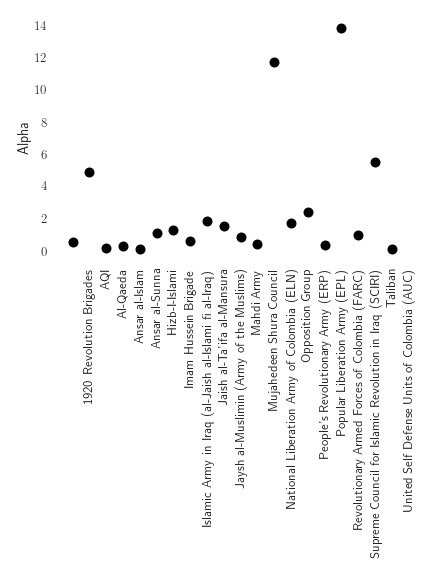 14
12
10
8
6
4
2
0
Alpha
1920 Revolution Brigades
AQI
Al-Qaeda
Ansar al-Islam
Ansar al-Sunna
Hizb-I-Islami
Imam Hussein Brigade
Islamic Army in Iraq (al-Jaish al-Islami fi al-Iraq)
Jaish al-Ta'ifa al-Mansura
Jaysh al-Muslimin (Army of the Muslims)
Mahdi Army
Mujahedeen Shura Council
National Liberation Army of Colombia (ELN)
Opposition Group
People's Revolutionary Army (ERP)
Popular Liberation Army (EPL)
Revolutionary Armed Forces of Colombia (FARC)
Supreme Council for Islamic Revolution in Iraq (SCIRI)
Taliban
United Self Defense Units of Colombia (AUC)